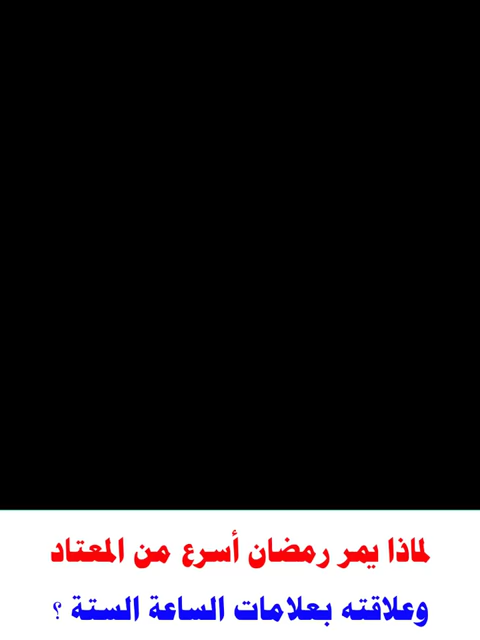 لماذا يمر رمضان أسرع من المعتاد
وعلاقته بعلامات الساعة الستة ؟